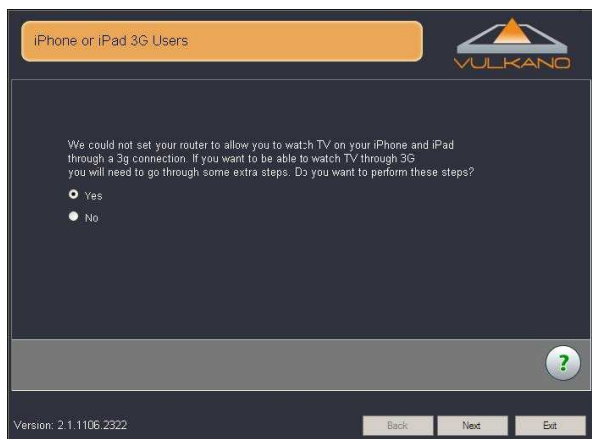 iPhone or iPad 3G Users
VULKANO
We could not set your router to allow you to watch TV on your iPhone and iPad
through a 3g connection. If you want to be able to watch TV through 3G
you will need to go through some extra steps. Do you want to perform these steps?
Yes
No
?
Version: 2.1.1106.2322
Back
Next
Exit